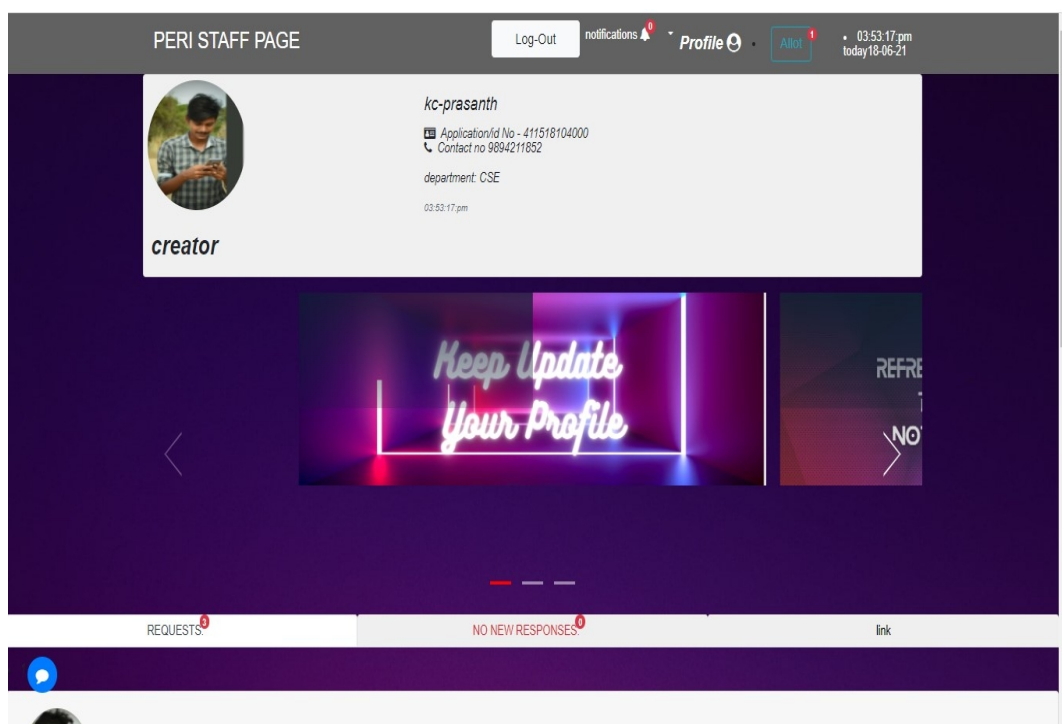 PERI STAFF PAGE
Log-Out
notifications 0
Profile
Allot 1
03:53:17:pm
today18-06-21
kc-prasanth
Application/id No - 411518104000
Contact no 9894211852
department: CSE
03:53:17:pm
creator
Keep Update
Your Profile
REFRE
NO
REQUESTS: 3
NO NEW RESPONSES: 0
link